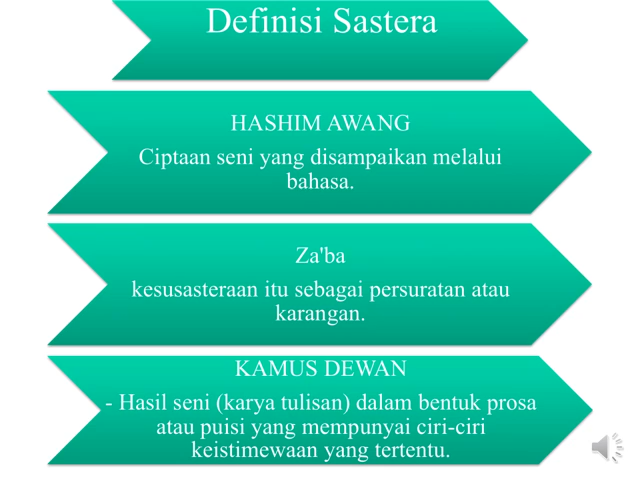 Definisi Sastera
HASHIM AWANG
Ciptaan seni yang disampaikan melalui
bahasa.
Za'ba
kesusasteraan itu sebagai persuratan atau
karangan.
KAMUS DEWAN
- Hasil seni (karya tulisan) dalam bentuk prosa
atau puisi yang mempunyai ciri-ciri
keistimewaan yang tertentu.